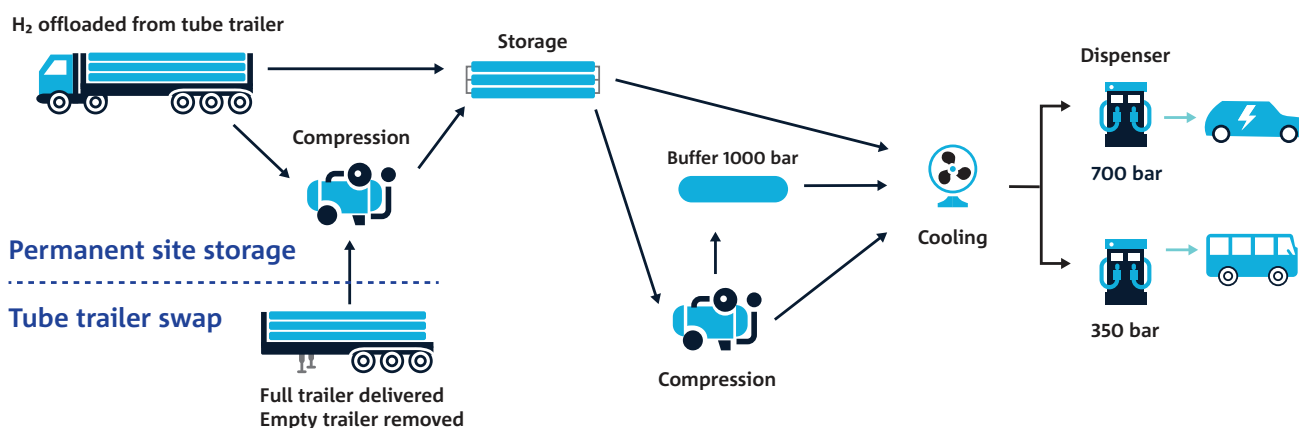 H₂ offloaded from tube trailer
Storage
Dispenser
Compression
Buffer 1000 bar
700 bar
Permanent site storage
Cooling
Tube trailer swap
350 bar
Compression
Full trailer delivered
Empty trailer removed